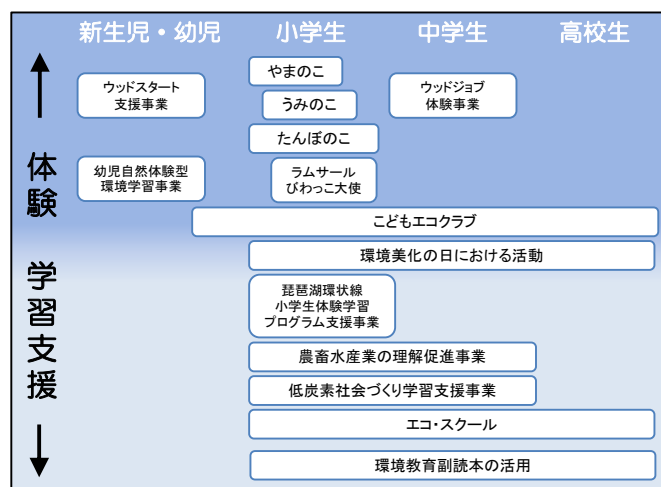 新生児・幼児 小学生 中学生 高校生
体験
学習支援
やまのこ
ウッドスタート
支援事業
ウッドジョブ
体験事業
うみのこ
たんぼのこ
幼児自然体験型
環境学習事業
ラムサール
びわっこ大使
こどもエコクラブ
環境美化の日における活動
琵琶湖環状線
小学生体験学習
プログラム支援事業
農畜水産業の理解促進事業
低炭素社会づくり学習支援事業
エコ・スクール
環境教育副読本の活用